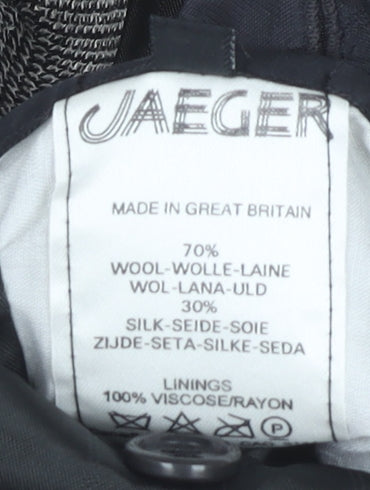 JAEGER
MADE IN GREAT BRITAIN
70%
WOOL-WOLLE-LAINE
WOL-LANA-ULD
30%
SILK-SEIDE-SOIE
ZIJDE-SETA-SILKE-SEDA
LININGS
100% VISCOSE/RAYON
P